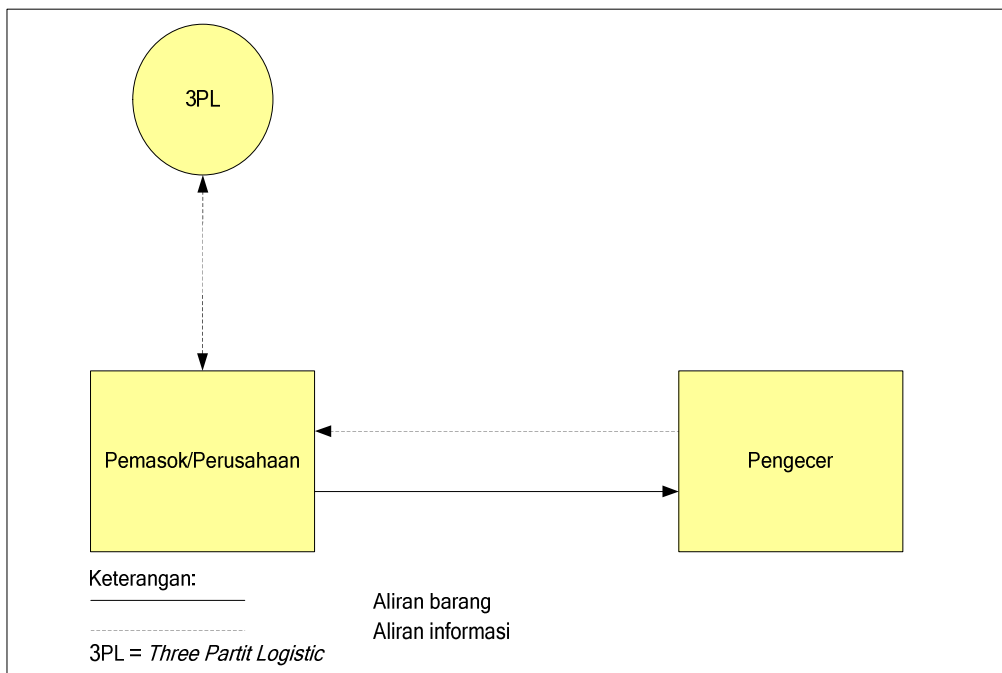 3PL
Pemasok/Perusahaan
Pengecer
Keterangan:
Aliran barang
Aliran informasi
3PL = Three Partit Logistic